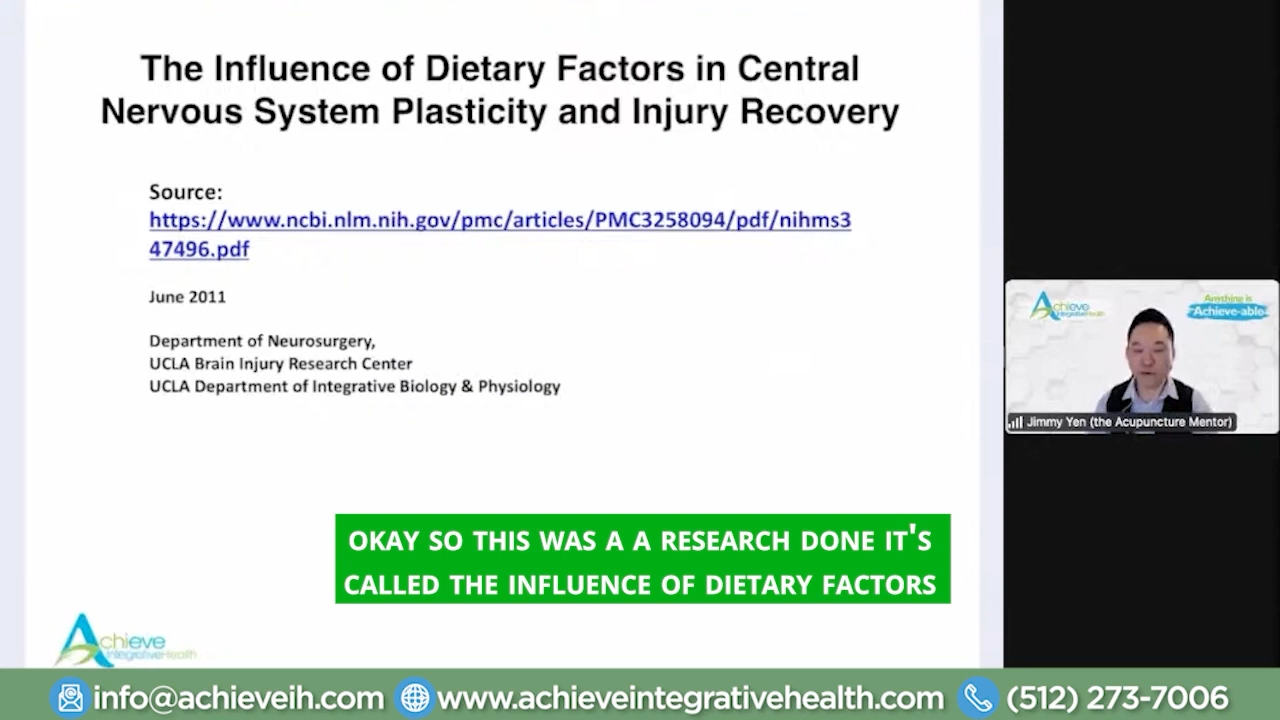 The Influence of Dietary Factors in Central
Nervous System Plasticity and Injury Recovery
Source:
https://www.ncbi.nlm.nih.gov/pmc/articles/PMC3258094/pdf/nihms3
47496.pdf
June 2011
Department of Neurosurgery,
UCLA Brain Injury Research Center
UCLA Department of Integrative Biology & Physiology
Achieve
IntegrativeHealth
Anything is
Achieve-able
Jimmy Yen (the Acupuncture Mentor)
OKAY SO THIS WAS A A RESEARCH DONE IT'S
CALLED THE INFLUENCE OF DIETARY FACTORS
Achieve
IntegrativeHealth
info@achieveih.com www.achieveintegrativehealth.com (512) 273-7006